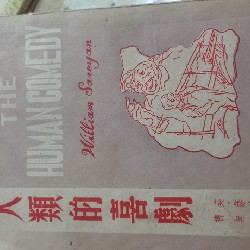 THE
HUMAN COMEDY
William Saroyan
人類的喜劇